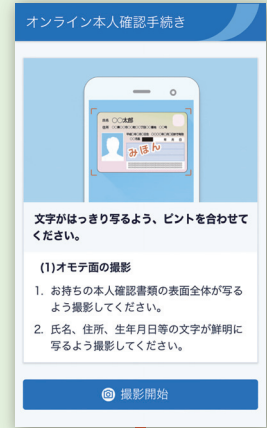 オンライン本人確認手続き
氏名 ○○太郎
みほん
文字がはっきり写るよう、ピントを合わせて
ください。
(1)オモテ面の撮影
1. お持ちの本人確認書類の表面全体が写る
よう撮影してください。
2. 氏名、住所、生年月日等の文字が鮮明に
写るよう撮影してください。
撮影開始